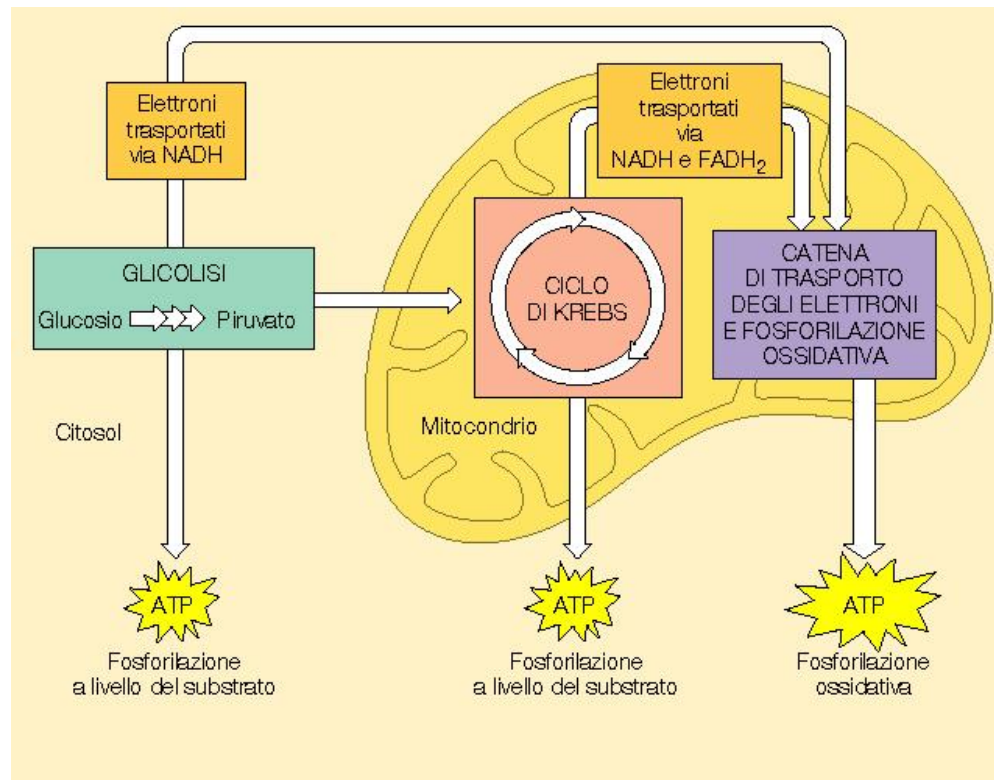 Elettroni
trasportati
via NADH
Elettroni
trasportati
via
NADH e FADH₂
GLICOLISI
Glucosio Piruvato
CICLO
DI KREBS
CATENA
DI TRASPORTO
DEGLI ELETTRONI
E FOSFORILAZIONE
OSSIDATIVA
Citosol
Mitocondrio
ATP
ATP
ATP
Fosforilazione
a livello del substrato
Fosforilazione
a livello del substrato
Fosforilazione
ossidativa